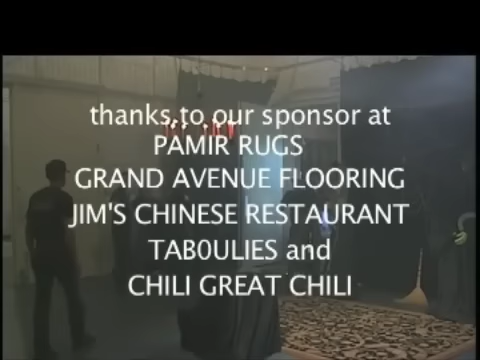 thanks to our sponsor at
PAMIR RUGS
GRAND AVENUE FLOORING
JIM'S CHINESE RESTAURANT
TAB0ULIES and
CHILI GREAT CHILI